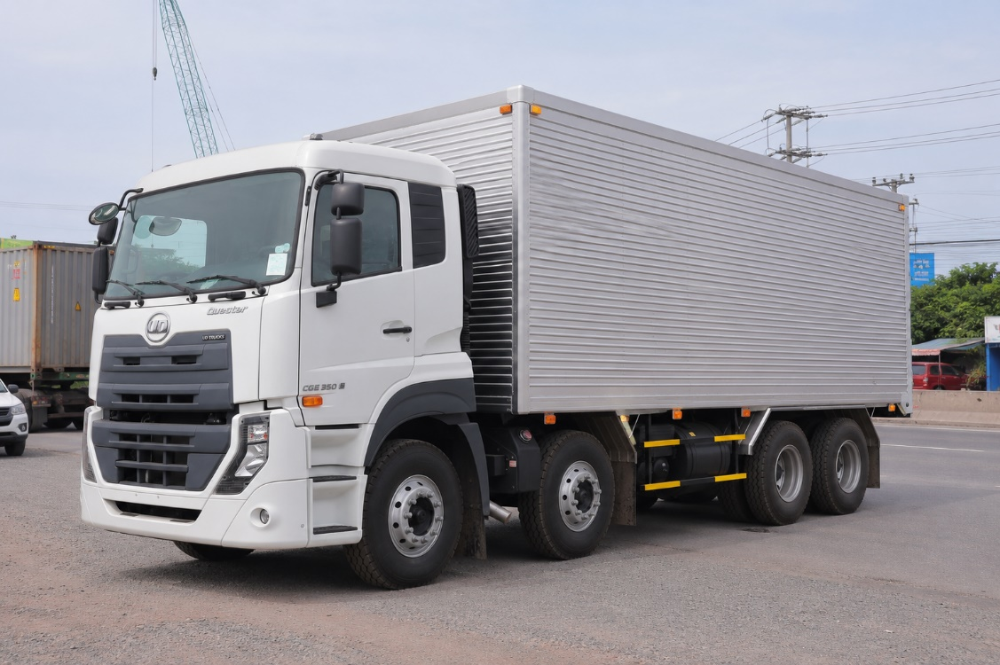 Quester
UD
UD TRUCKS
CGE 350